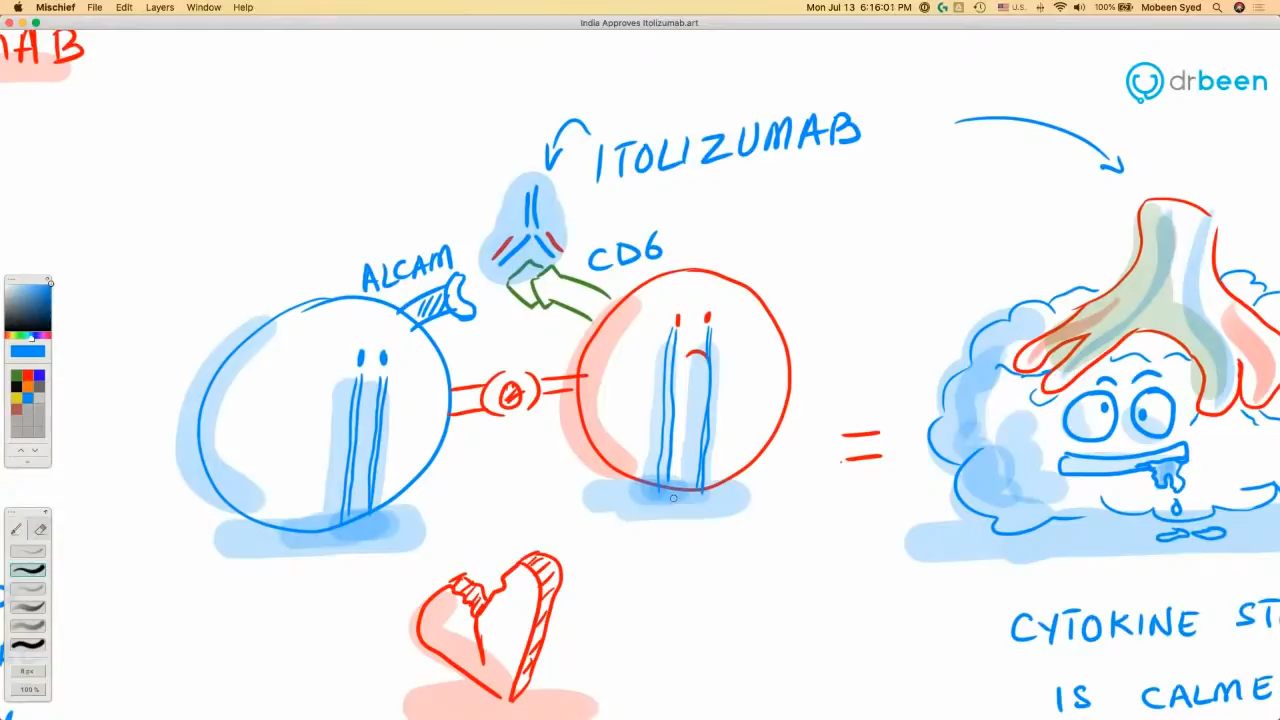 Mischief File Edit Layers Window Help
U.S. 100% Mon Jul 13 6:16:01 PM Mobeen Syed
India Approves Itolizumab.art
MAB
drbeen
ITOLIZUMAB
CD6
ALCAM
=
8 px
100 %
CYTOKINE ST
IS CALME